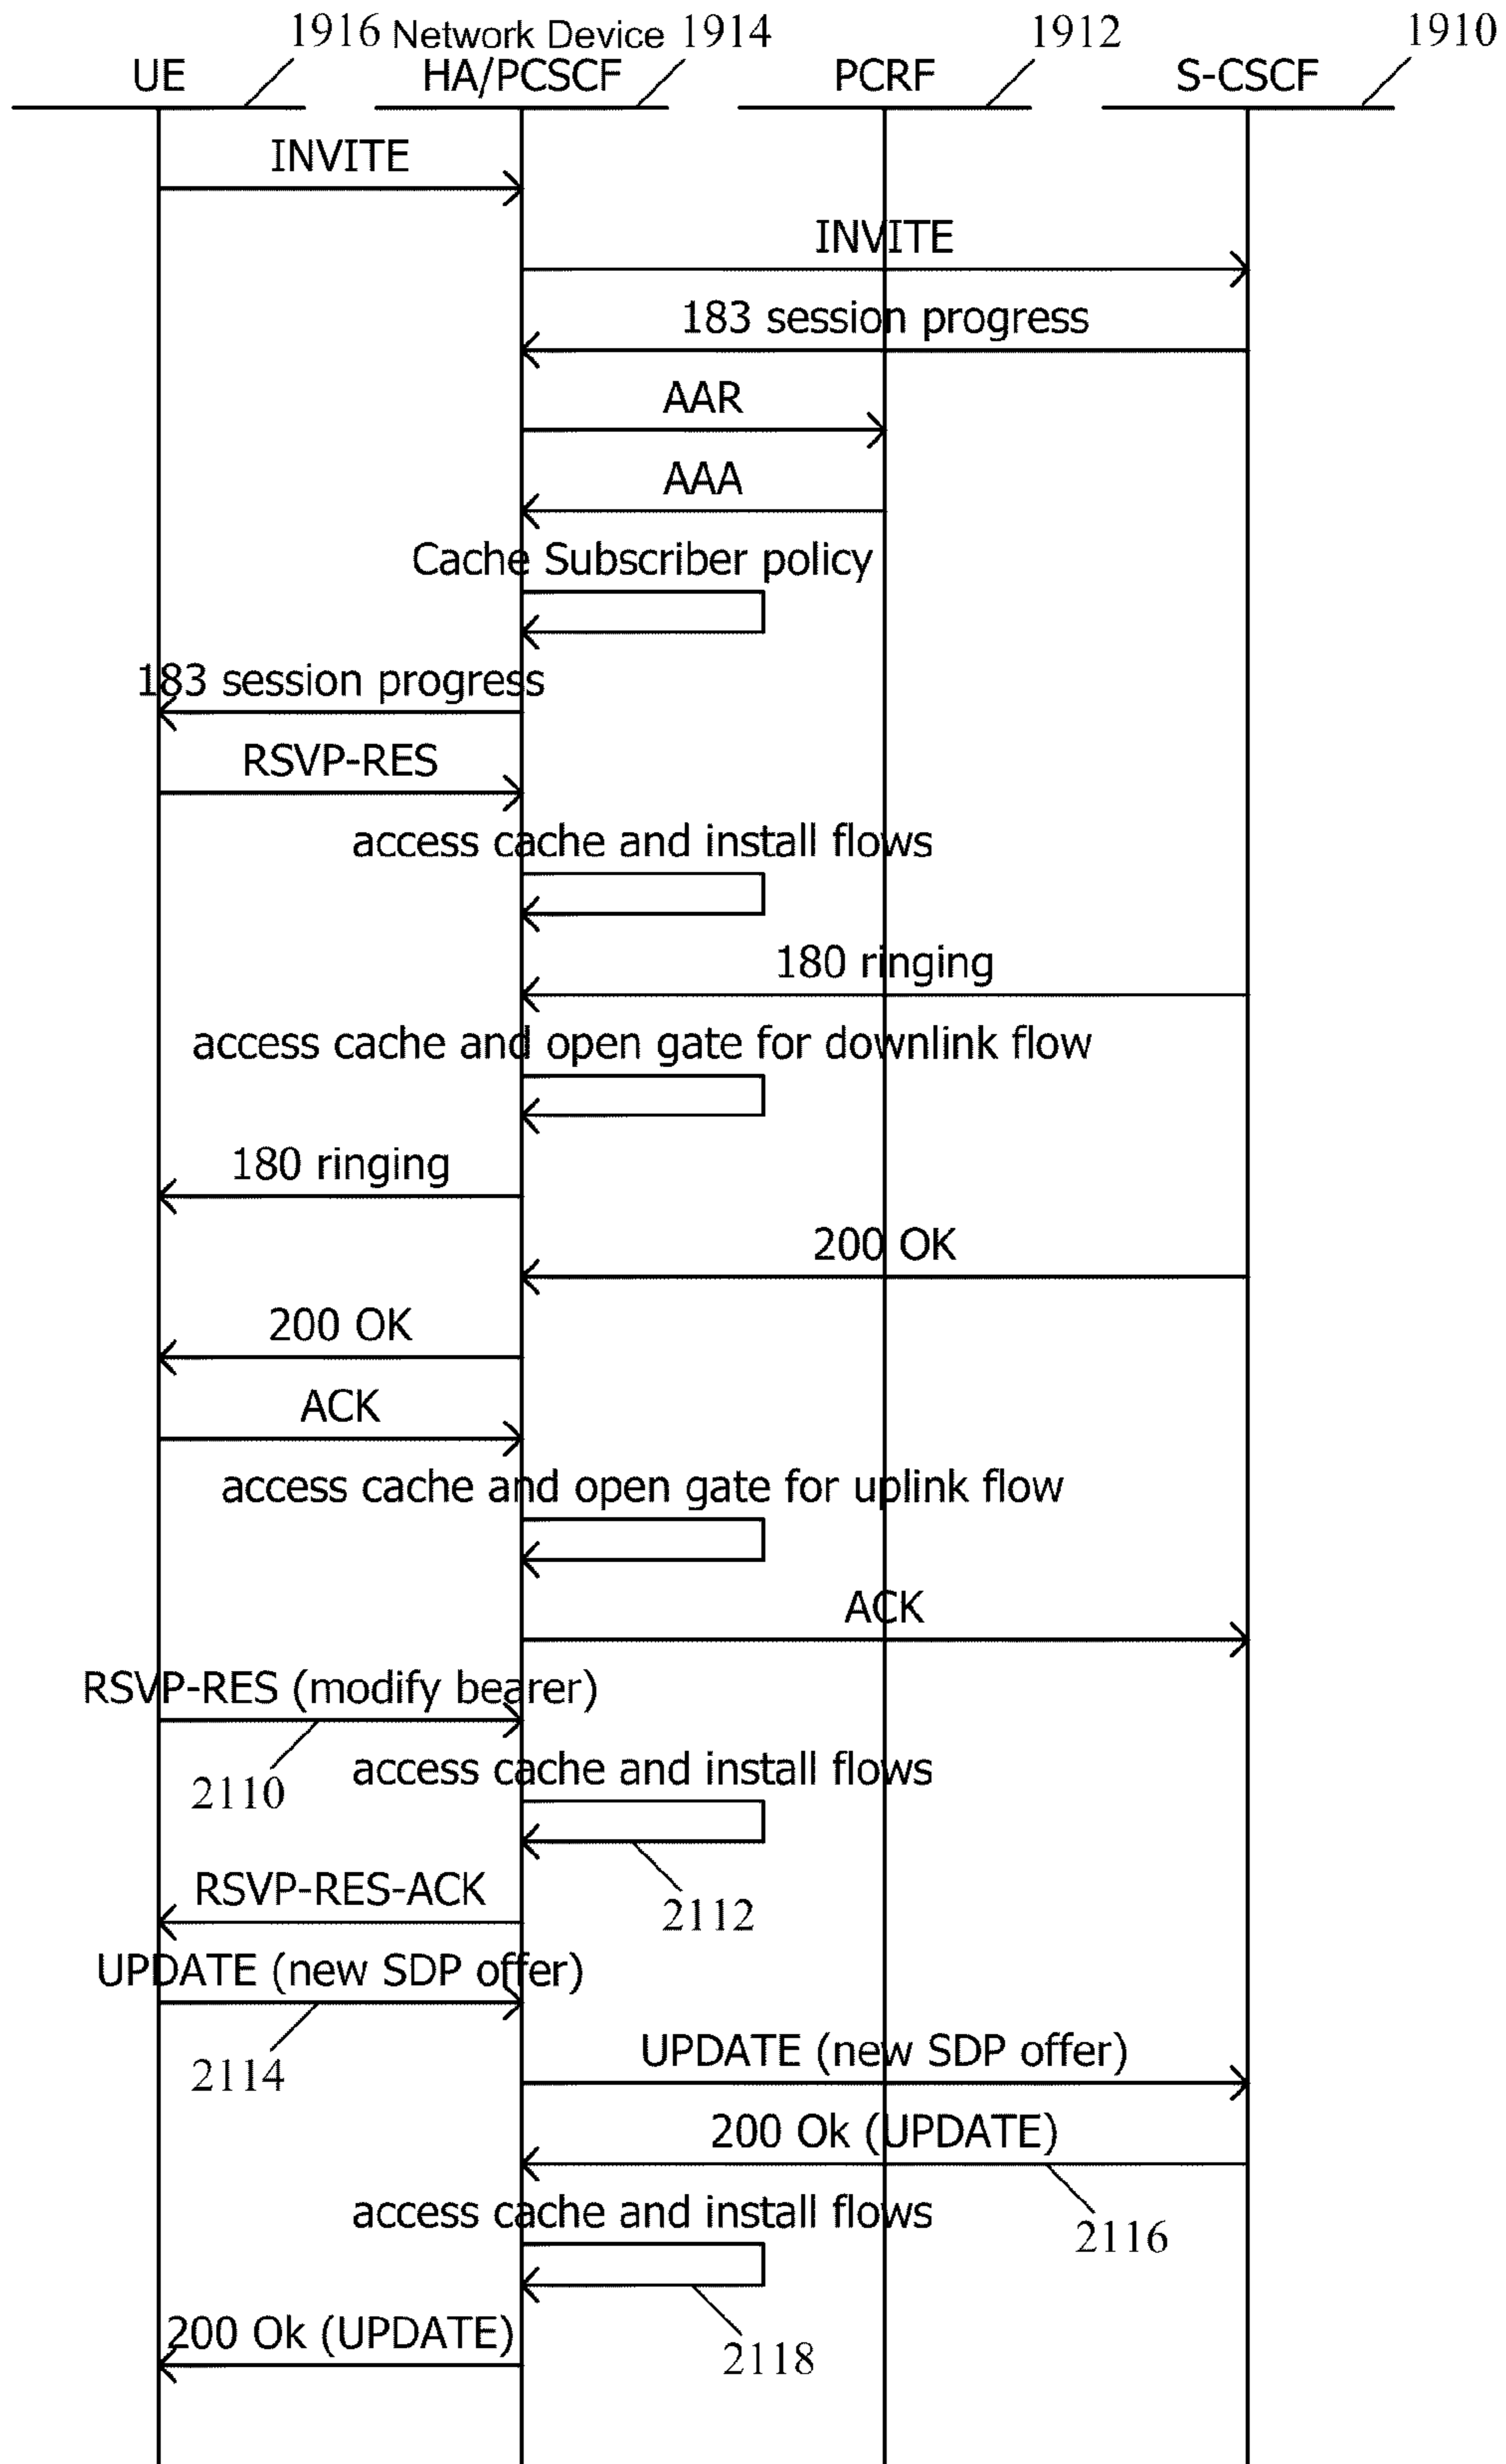 1916 Network Device 1914 1912 1910
UE HA/PCSCF PCRF S-CSCF
INVITE
INVITE
183 session progress
AAR
AAA
Cache Subscriber policy
183 session progress
RSVP-RES
access cache and install flows
180 ringing
access cache and open gate for downlink flow
180 ringing
200 OK
200 OK
ACK
access cache and open gate for uplink flow
ACK
RSVP-RES (modify bearer)
2110
access cache and install flows
2112
RSVP-RES-ACK
UPDATE (new SDP offer)
2114
UPDATE (new SDP offer)
200 Ok (UPDATE)
2116
access cache and install flows
2118
200 Ok (UPDATE)